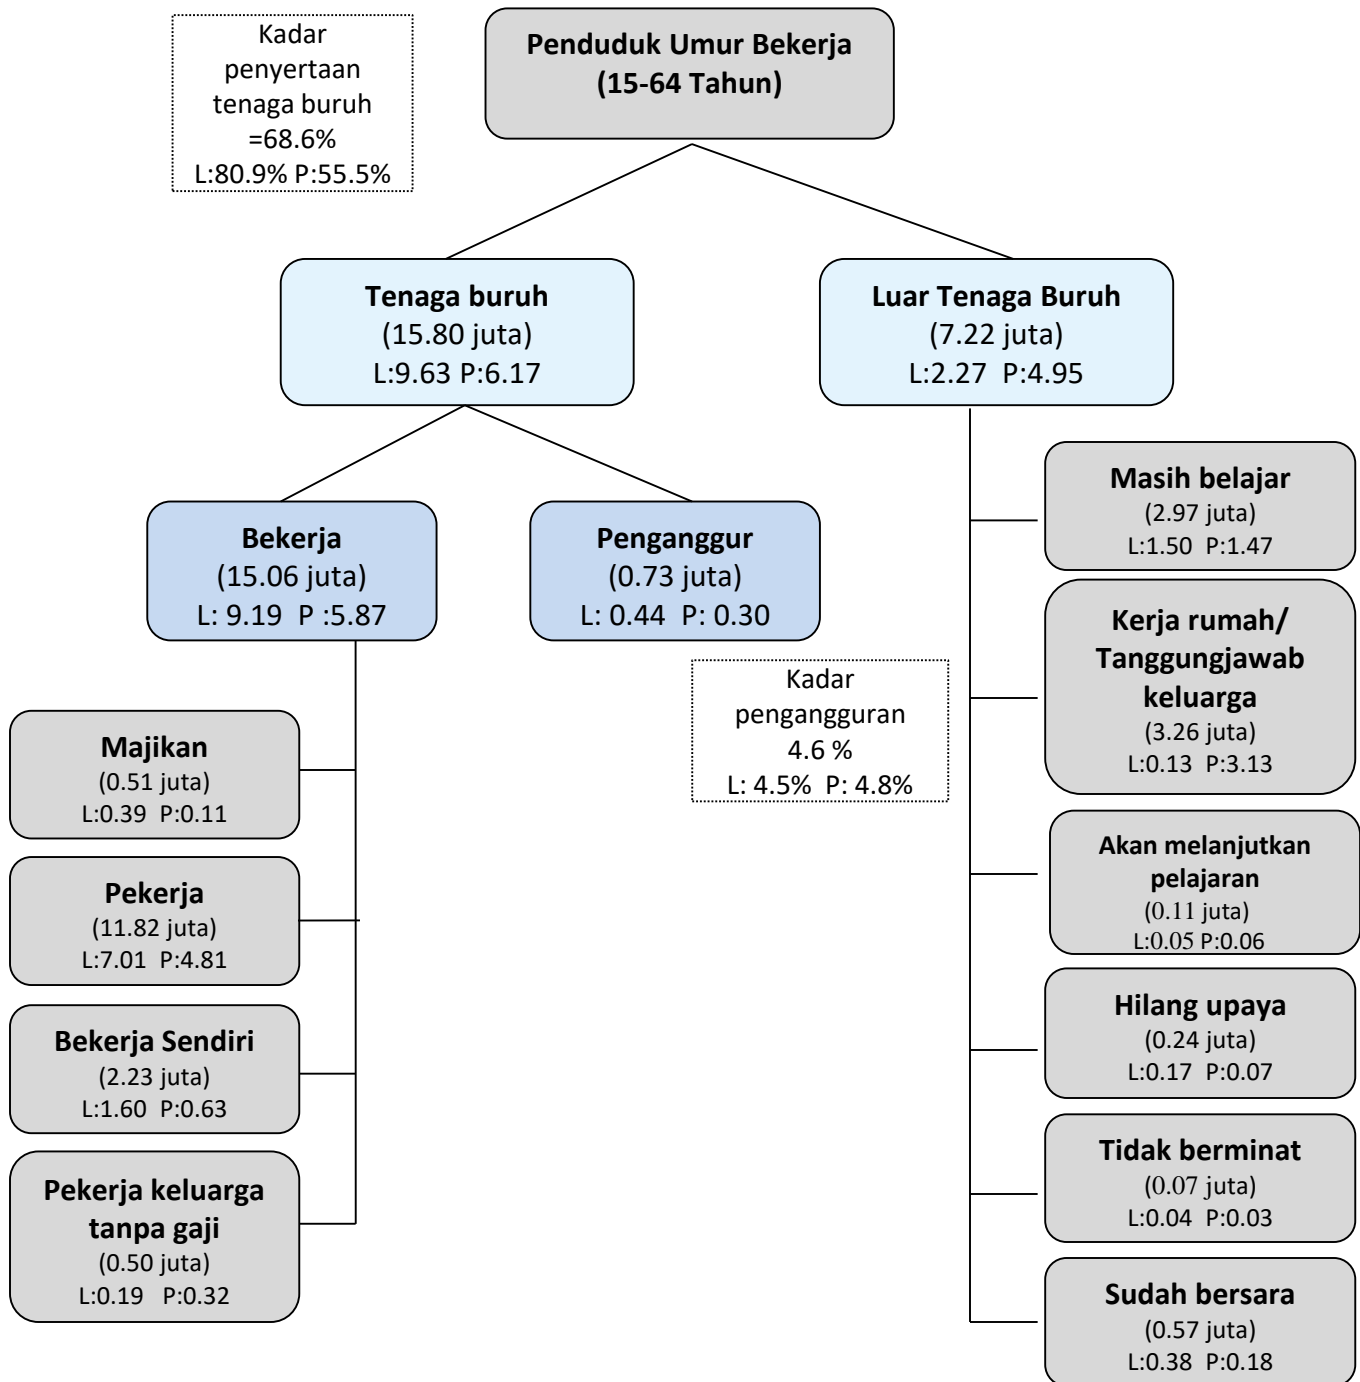 Kadar
penyertaan
tenaga buruh
=68.6%
L:80.9% P:55.5%
Penduduk Umur Bekerja
(15-64 Tahun)
Tenaga buruh
(15.80 juta)
L:9.63 P:6.17
Luar Tenaga Buruh
(7.22 juta)
L:2.27 P:4.95
Bekerja
(15.06 juta)
L: 9.19 P :5.87
Penganggur
(0.73 juta)
L: 0.44 P: 0.30
Kadar
pengangguran
4.6 %
L: 4.5% P: 4.8%
Majikan
(0.51 juta)
L:0.39 P:0.11
Pekerja
(11.82 juta)
L:7.01 P:4.81
Bekerja Sendiri
(2.23 juta)
L:1.60 P:0.63
Pekerja keluarga
tanpa gaji
(0.50 juta)
L:0.19 P:0.32
Masih belajar
(2.97 juta)
L:1.50 P:1.47
Kerja rumah/
Tanggungjawab
keluarga
(3.26 juta)
L:0.13 P:3.13
Akan melanjutkan
pelajaran
(0.11 juta)
L:0.05 P:0.06
Hilang upaya
(0.24 juta)
L:0.17 P:0.07
Tidak berminat
(0.07 juta)
L:0.04 P:0.03
Sudah bersara
(0.57 juta)
L:0.38 P:0.18